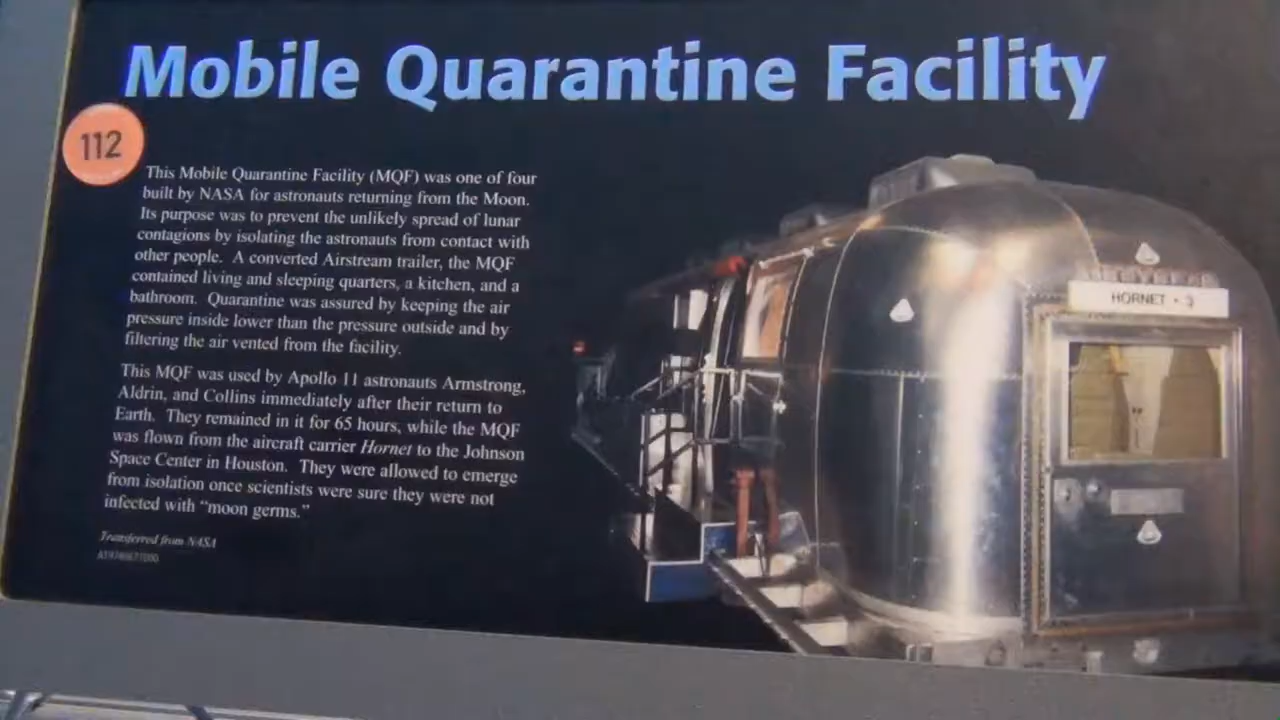 Mobile Quarantine Facility
112
This Mobile Quarantine Facility (MQF) was one of four
built by NASA for astronauts returning from the Moon.
Its purpose was to prevent the unlikely spread of lunar
contagions by isolating the astronauts from contact with
other people. A converted Airstream trailer, the MQF
contained living and sleeping quarters, a kitchen, and a
bathroom. Quarantine was assured by keeping the air
pressure inside lower than the pressure outside and by
filtering the air vented from the facility.
This MQF was used by Apollo 11 astronauts Armstrong,
Aldrin, and Collins immediately after their return to
Earth. They remained in it for 65 hours, while the MQF
was flown from the aircraft carrier Hornet to the Johnson
Space Center in Houston. They were allowed to emerge
from isolation once scientists were sure they were not
infected with “moon germs.”
Transferred from NASA
HORNET + 3